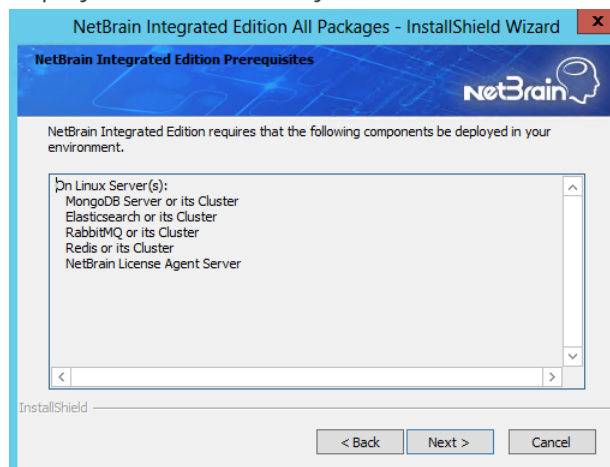 NetBrain Integrated Edition All Packages - InstallShield Wizard
x
NetBrain Integrated Edition Prerequisites
NetBrain
NetBrain Integrated Edition requires that the following components be deployed in your
environment.
On Linux Server(s):
MongoDB Server or its Cluster
Elasticsearch or its Cluster
RabbitMQ or its Cluster
Redis or its Cluster
NetBrain License Agent Server
InstallShield
< Back
Next >
Cancel